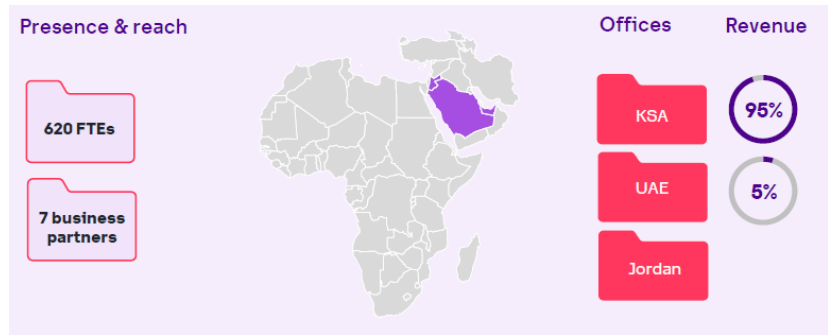 Presence & reach
Offices
Revenue
620 FTEs
7 business
partners
KSA
95%
UAE
5%
Jordan